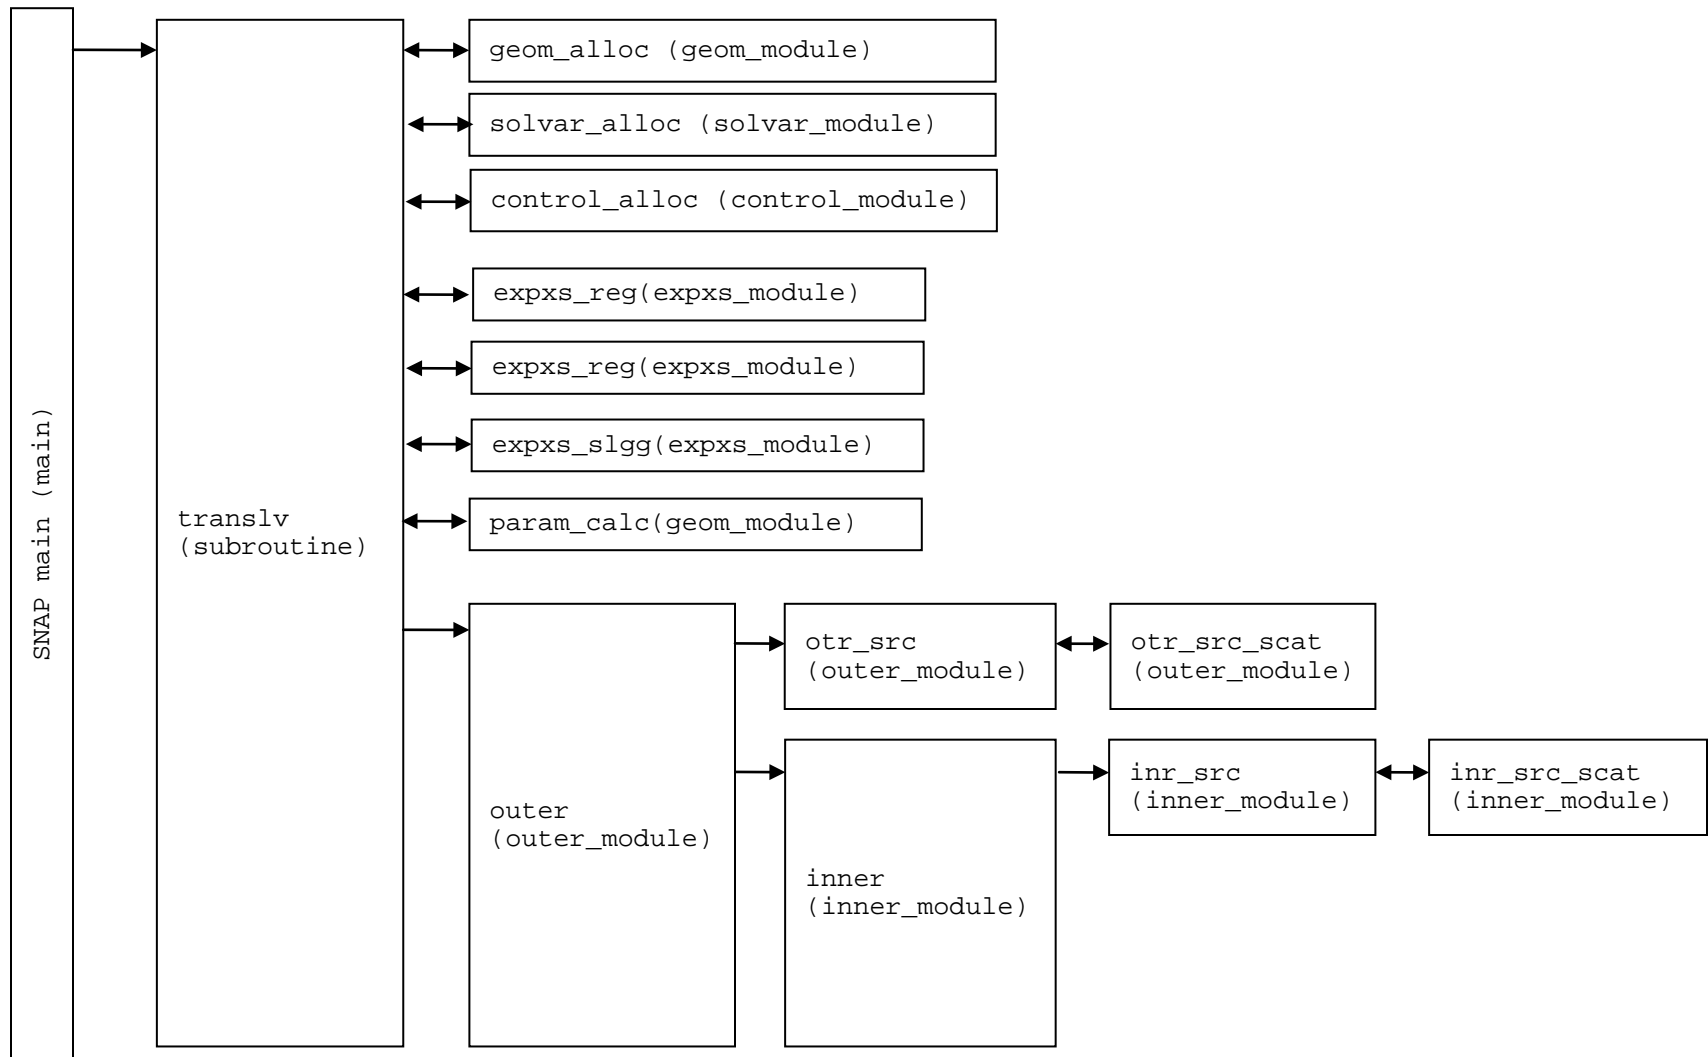 SNAP main (main)
translv
(subroutine)
geom_alloc (geom_module)
solvar_alloc (solvar_module)
control_alloc (control_module)
expxs_reg(expxs_module)
expxs_reg(expxs_module)
expxs_slgg(expxs_module)
param_calc(geom_module)
outer
(outer_module)
otr_src
(outer_module)
otr_src_scat
(outer_module)
inner
(inner_module)
inr_src
(inner_module)
inr_src_scat
(inner_module)